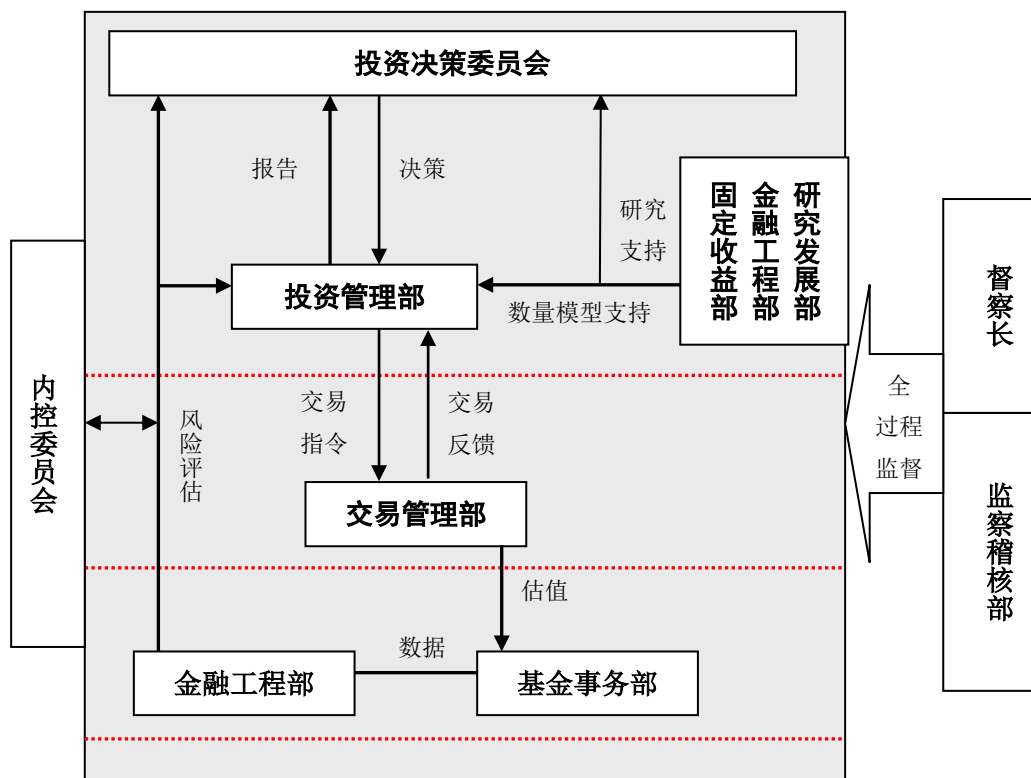 投资决策委员会
报告
决策
研究
支持
固定收益部
金融工程部
研究发展部
投资管理部
数量模型支持
内控委员会
风险评估
交易
指令
交易
反馈
全
过程
监督
督察长
监察稽核部
交易管理部
估值
数据
金融工程部
基金事务部